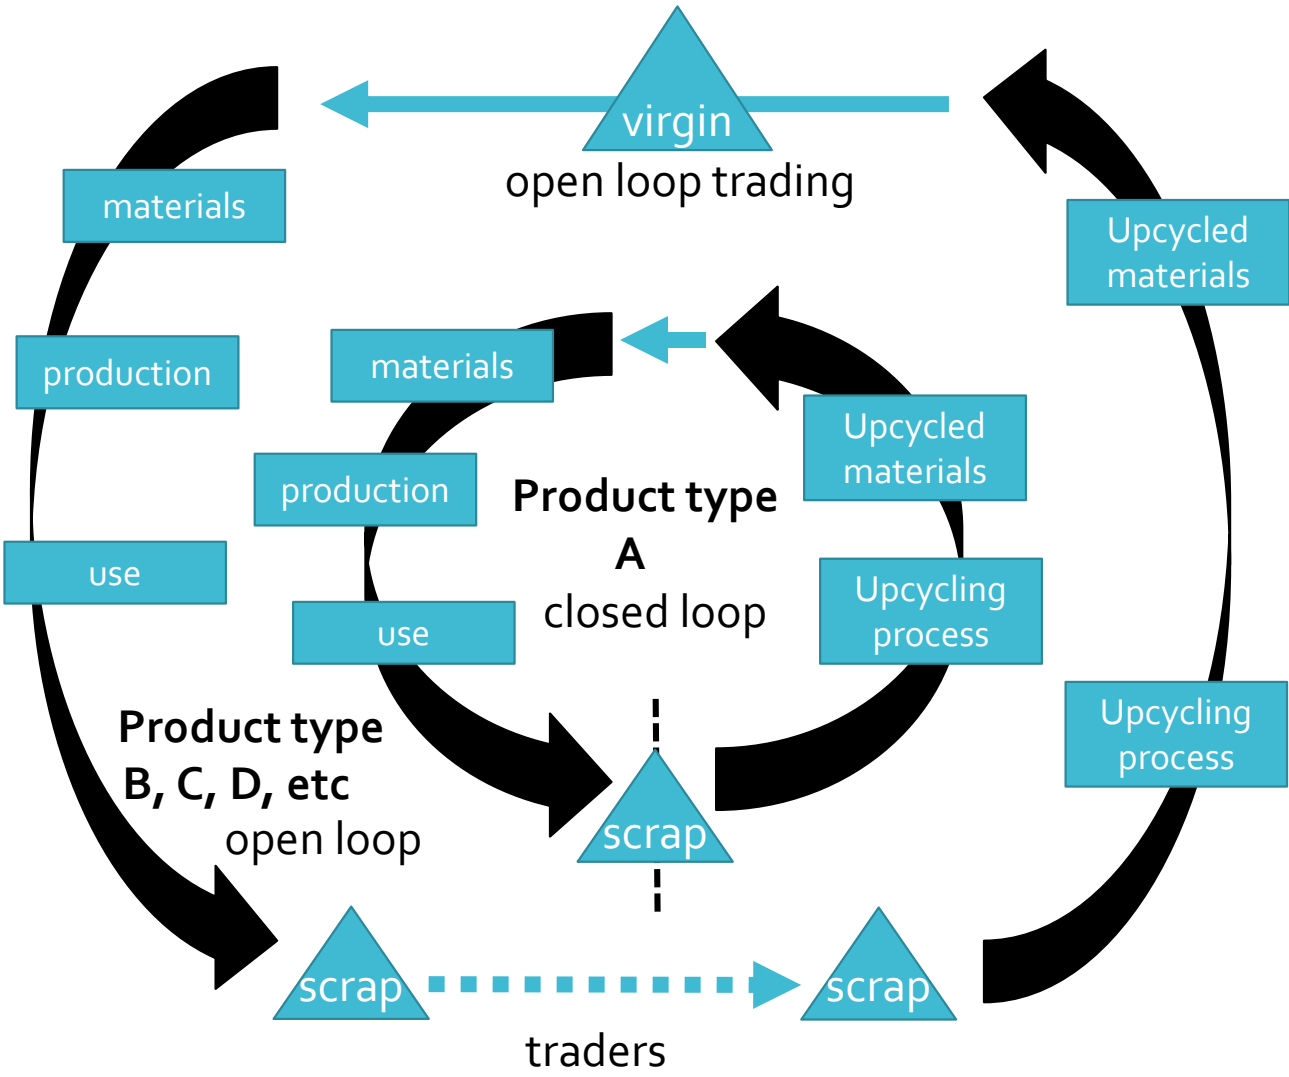 virgin
open loop trading
materials
Upcycled
materials
production
materials
Upcycled
materials
production
Product type
A
closed loop
use
use
Upcycling
process
Product type
B, C, D, etc
open loop
Upcycling
process
scrap
scrap
scrap
traders